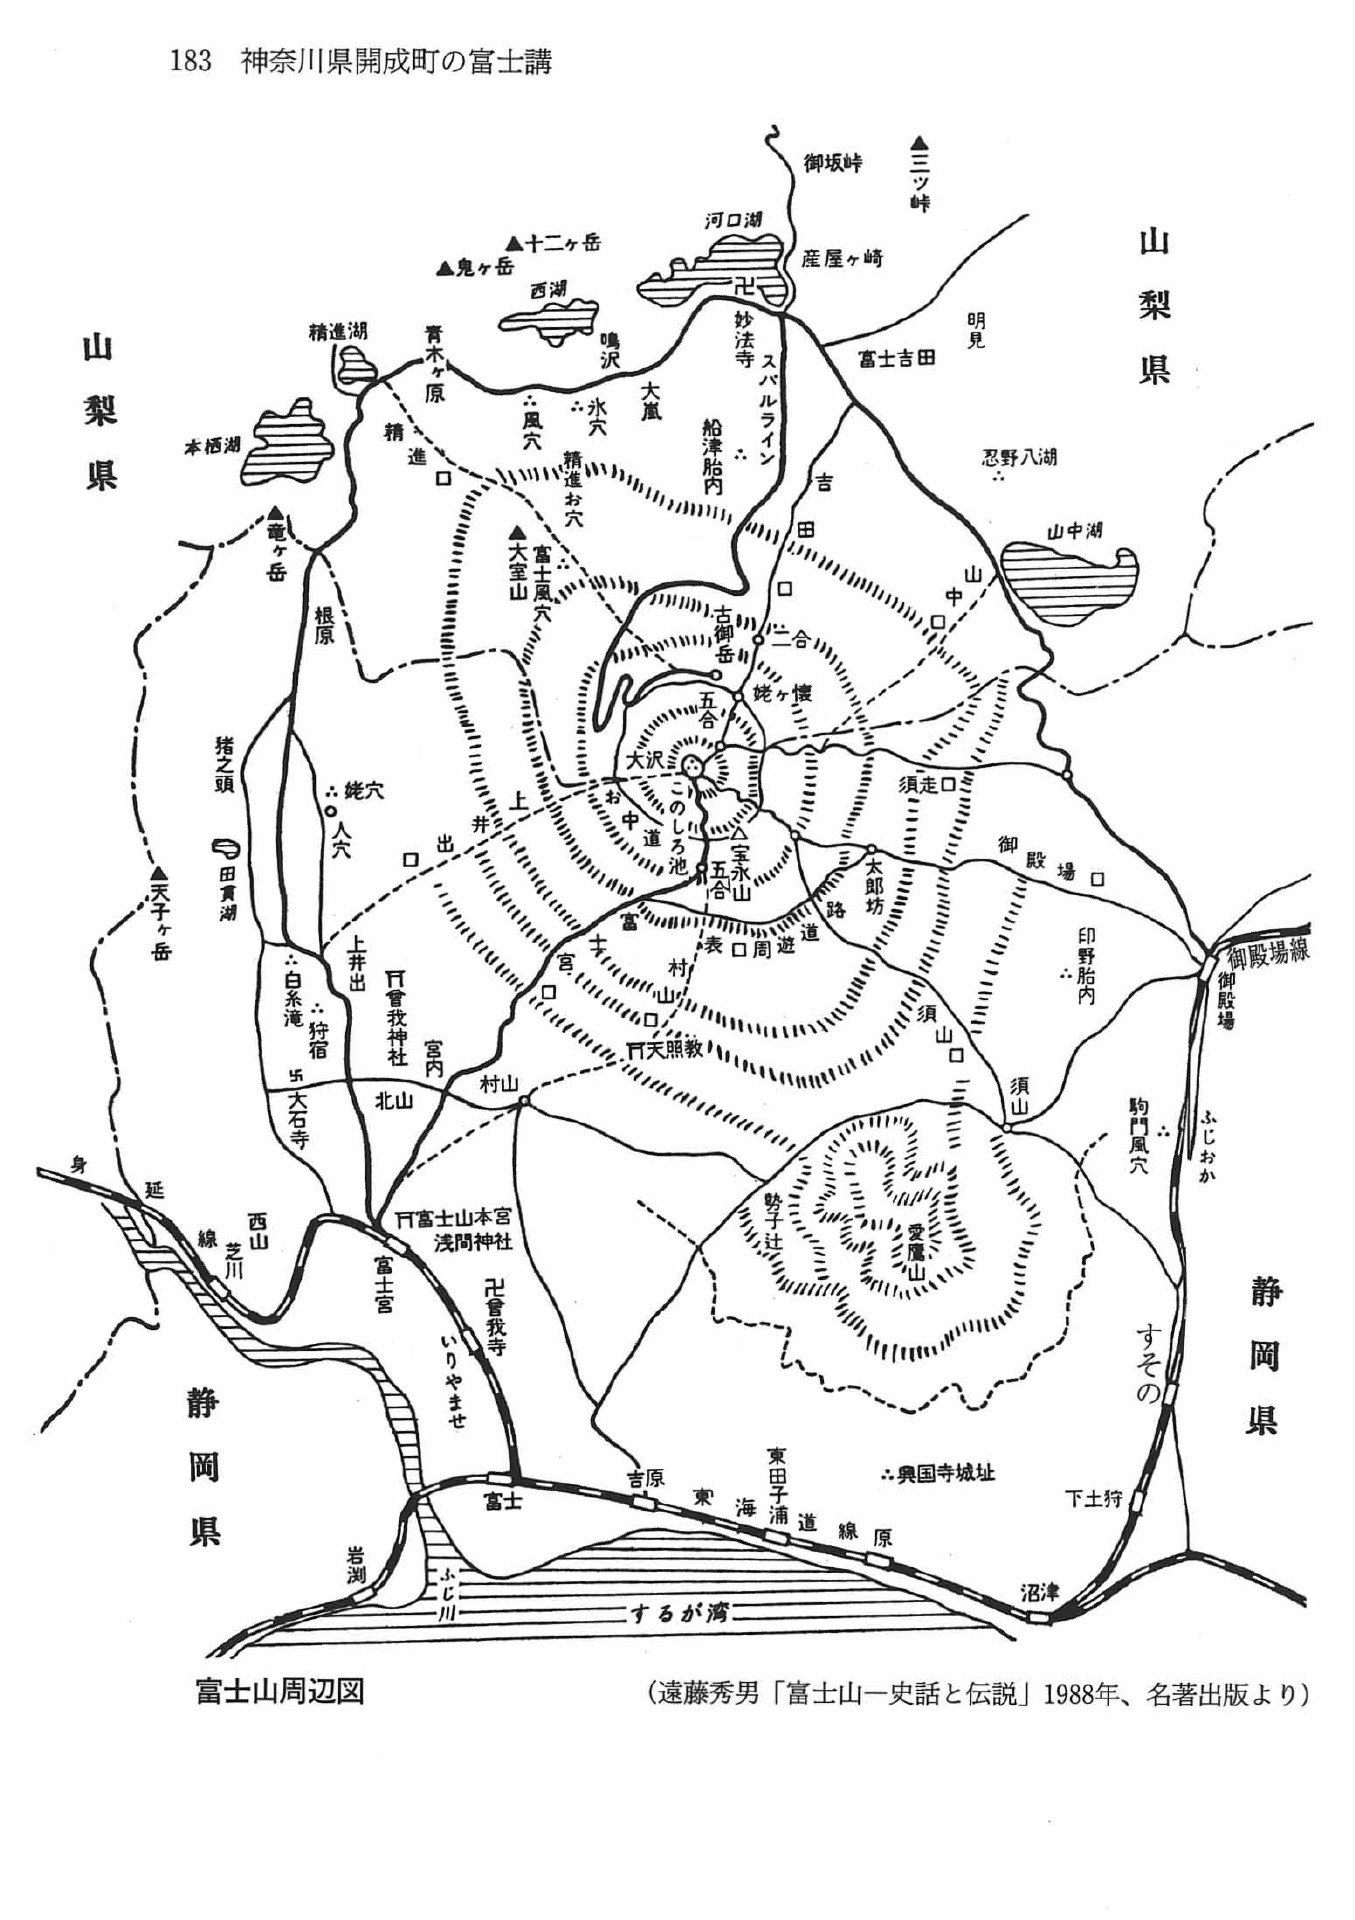 183 神奈川県開成町の富士講
御坂峠
三ッ峠
河口湖
十二ヶ岳
鬼ヶ岳
産屋ヶ崎
西湖
山梨県
精進湖
青木ヶ原
鳴沢
妙法寺
明見
富士吉田
山梨県
スバルライン
大嵐
風穴
氷穴
船津胎内
本栖湖
精進口
精進お穴
吉田口
忍野八湖
山中湖
竜ヶ岳
大室山
富士風穴
山中口
根原
古御岳
二合
五合
姥ヶ懐
猪之頭
大沢
須走口
姥穴
人穴
上井出口
お中道
このしろ池
宝永山
五合
御殿場口
太郎坊
田貫湖
天子ヶ岳
富士宮口
表口周遊道路
村山口
印野胎内
御殿場線
御殿場
上井出
白糸滝
狩宿
曾我神社
須山口
天照教
宮内
村山
北山
大石寺
須山
駒門風穴
ふじおか
身延線
西山
芝川
富士山本宮
浅間神社
勢子辻
愛鷹山
富士宮
曾我寺
いりやませ
すその
静岡県
静岡県
興国寺城址
下土狩
富士
吉原
東田子浦
東海道線
原
沼津
岩渕
ふじ川
するが湾
富士山周辺図
(遠藤秀男「富士山―史話と伝説」1988年、名著出版より)